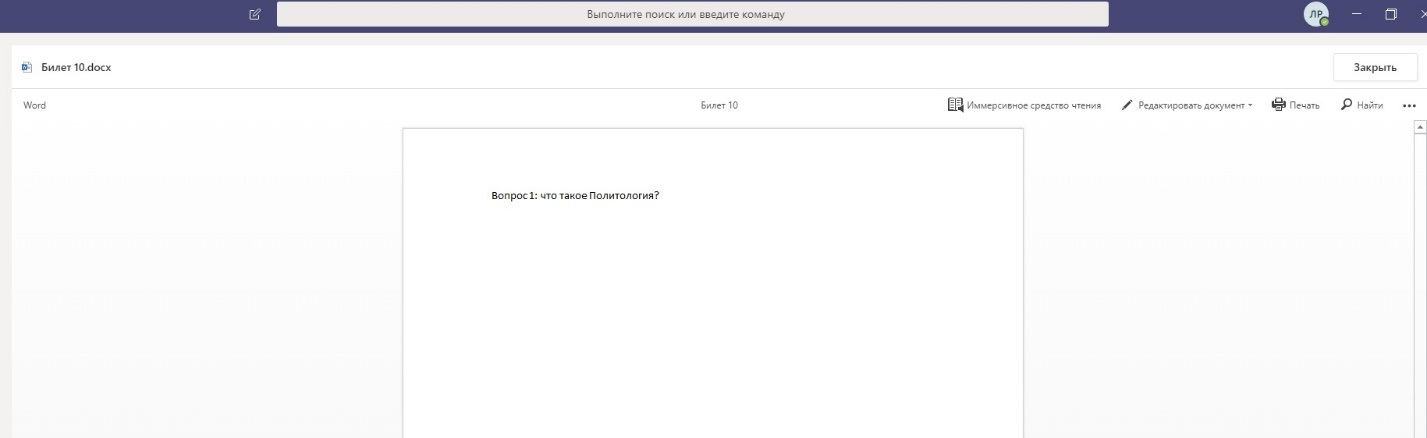 Выполните поиск или введите команду
ЛР
Билет 10.docx
Закрыть
Word
Билет 10
Иммерсивное средство чтения
Редактировать документ
Печать
Найти
Вопрос 1: что такое Политология?